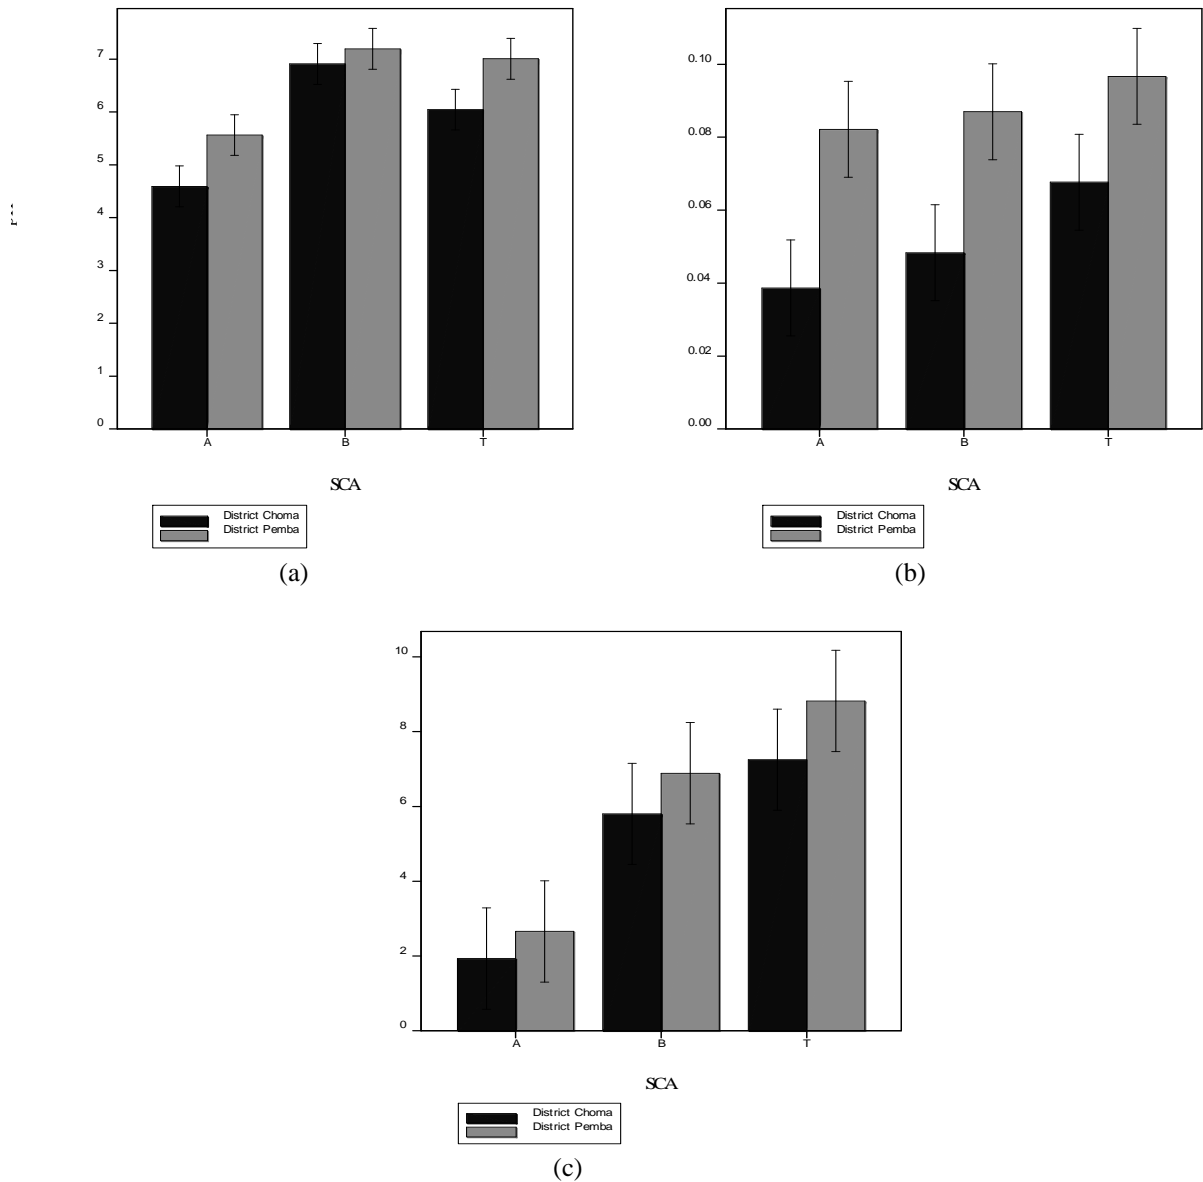 7
6
5
4
3
2
1
0
A B T
SCA
District Choma
District Pemba
(a)
0.10
0.08
0.06
0.04
0.02
0.00
A B T
SCA
District Choma
District Pemba
(b)
10
8
6
4
2
0
A B T
SCA
District Choma
District Pemba
(c)